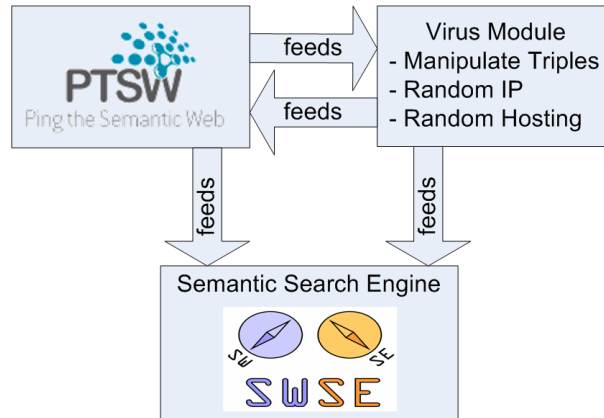 PTSW
Ping the Semantic Web
feeds
feeds
Virus Module
- Manipulate Triples
- Random IP
- Random Hosting
feeds
feeds
Semantic Search Engine
SW
SE
SWSE